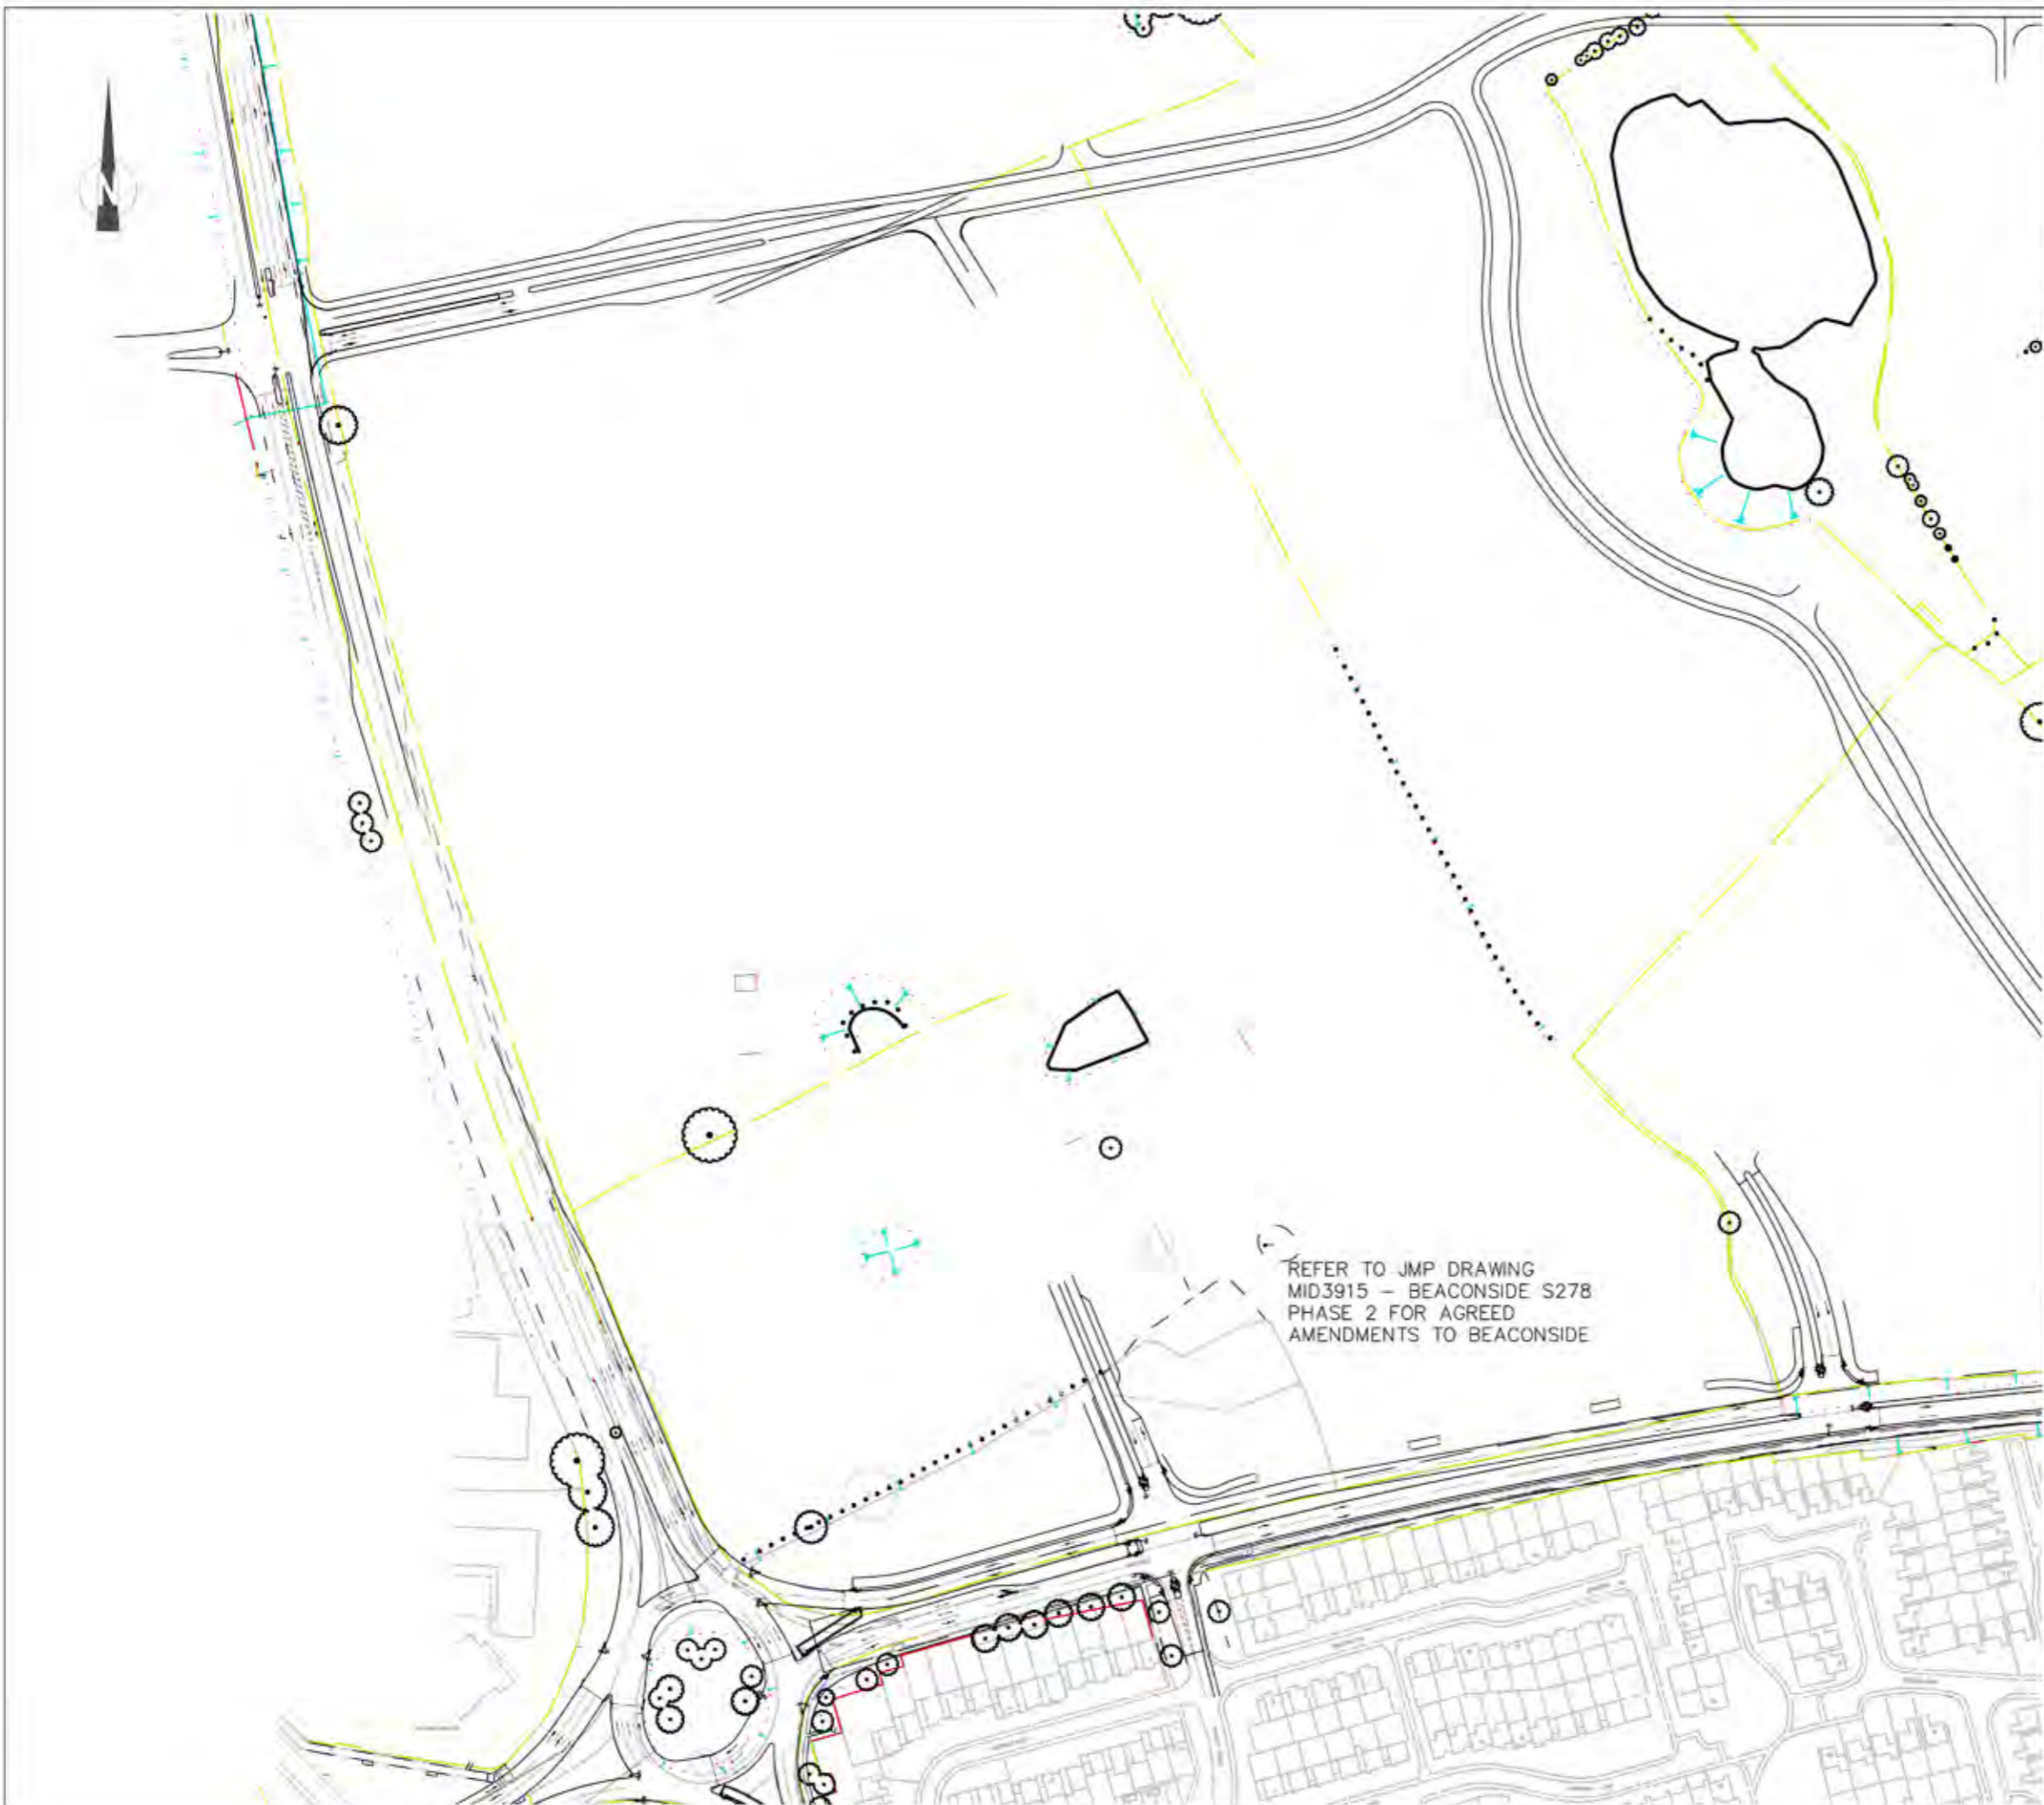 N
REFER TO JMP DRAWING
MID3915 – BEACONSIDE S278
PHASE 2 FOR AGREED
AMENDMENTS TO BEACONSIDE